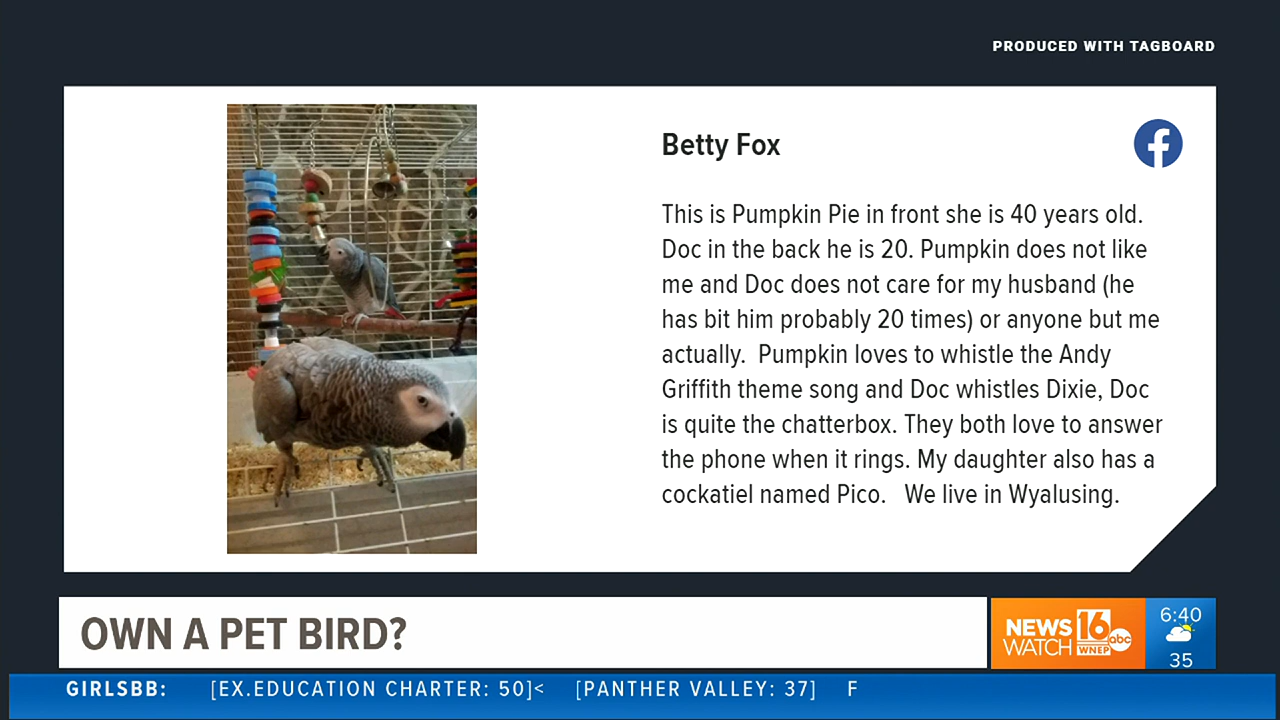 PRODUCED WITH TAGBOARD
Betty Fox
This is Pumpkin Pie in front she is 40 years old.
Doc in the back he is 20. Pumpkin does not like
me and Doc does not care for my husband (he
has bit him probably 20 times) or anyone but me
actually.  Pumpkin loves to whistle the Andy
Griffith theme song and Doc whistles Dixie, Doc
is quite the chatterbox. They both love to answer
the phone when it rings. My daughter also has a
cockatiel named Pico.   We live in Wyalusing.
OWN A PET BIRD?
NEWS
WATCH
16
WNEP
abc
6:40
35
GIRLSBB: [EX.EDUCATION CHARTER: 50]< [PANTHER VALLEY: 37] F